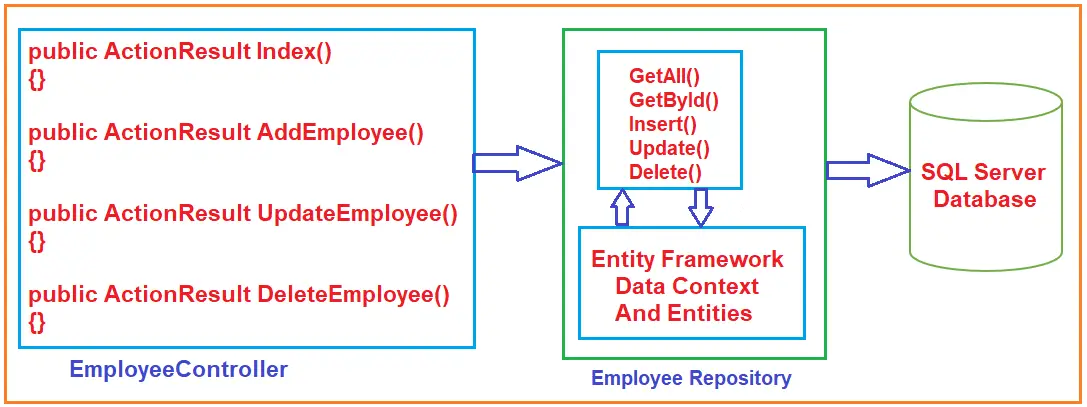 public ActionResult Index()
{}
public ActionResult AddEmployee()
{}
public ActionResult UpdateEmployee()
{}
public ActionResult DeleteEmployee()
{}
EmployeeController
GetAll()
GetById()
Insert()
Update()
Delete()
Entity Framework
Data Context
And Entities
Employee Repository
SQL Server
Database